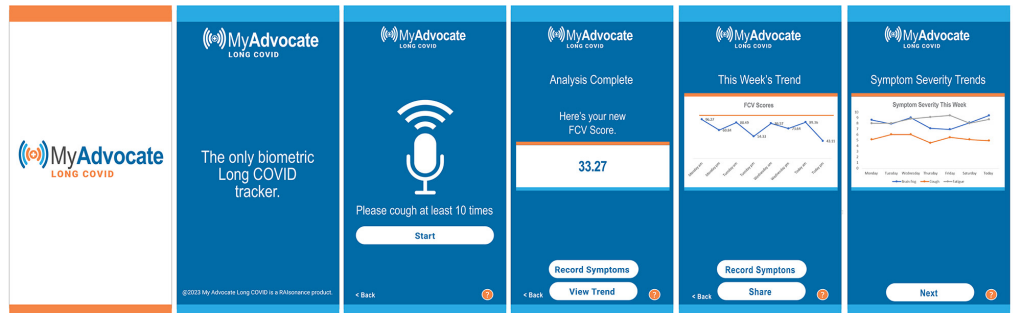 MyAdvocate
LONG COVID
MyAdvocate
LONG COVID
The only biometric
Long COVID
tracker.
@2023 My Advocate Long COVID is a RAIsonance product.
MyAdvocate
LONG COVID
Please cough at least 10 times
Start
< Back
?
MyAdvocate
LONG COVID
Analysis Complete
Here's your new
FCV Score.
33.27
Record Symptoms
View Trend
< Back
?
MyAdvocate
LONG COVID
This Week's Trend
FCV Scores
Record Symptons
Share
< Back
?
MyAdvocate
LONG COVID
Symptom Severity Trends
Symptom Severity This Week
Monday Tuesday Wednesday Thursday Friday Saturday Today
Cough Fatigue
Next
?